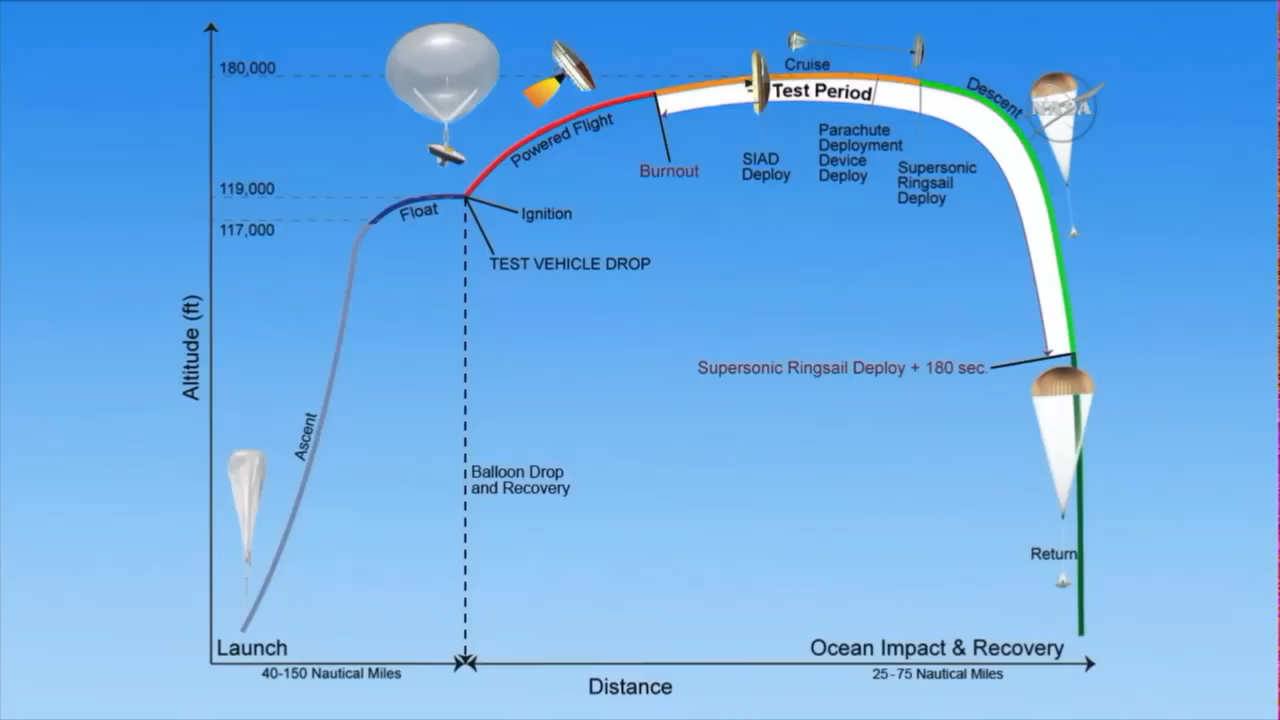 180,000
119,000
117,000
Altitude (ft)
Ascent
Float
Powered Flight
Ignition
TEST VEHICLE DROP
Burnout
Cruise
Test Period
SIAD
Deploy
Parachute
Deployment
Device
Deploy
Supersonic
Ringsail
Deploy
Descent
NASA
Supersonic Ringsail Deploy + 180 sec.
Balloon Drop
and Recovery
Return
Launch
Ocean Impact & Recovery
40-150 Nautical Miles
25-75 Nautical Miles
Distance